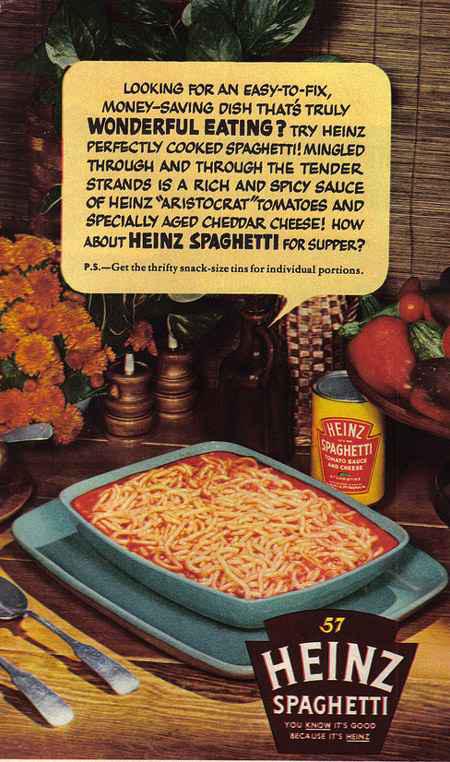 LOOKING FOR AN EASY-TO-FIX,
MONEY-SAVING DISH THAT'S TRULY
WONDERFUL EATING? TRY HEINZ
PERFECTLY COOKED SPAGHETTI! MINGLED
THROUGH AND THROUGH THE TENDER
STRANDS IS A RICH AND SPICY SAUCE
OF HEINZ "ARISTOCRAT" TOMATOES AND
SPECIALLY AGED CHEDDAR CHEESE! HOW
ABOUT HEINZ SPAGHETTI FOR SUPPER?
P.S.—Get the thrifty snack-size tins for individual portions.
HEINZ
SPAGHETTI
TOMATO SAUCE
AND CHEESE
57
HEINZ
SPAGHETTI
YOU KNOW IT'S GOOD
BECAUSE IT'S HEINZ